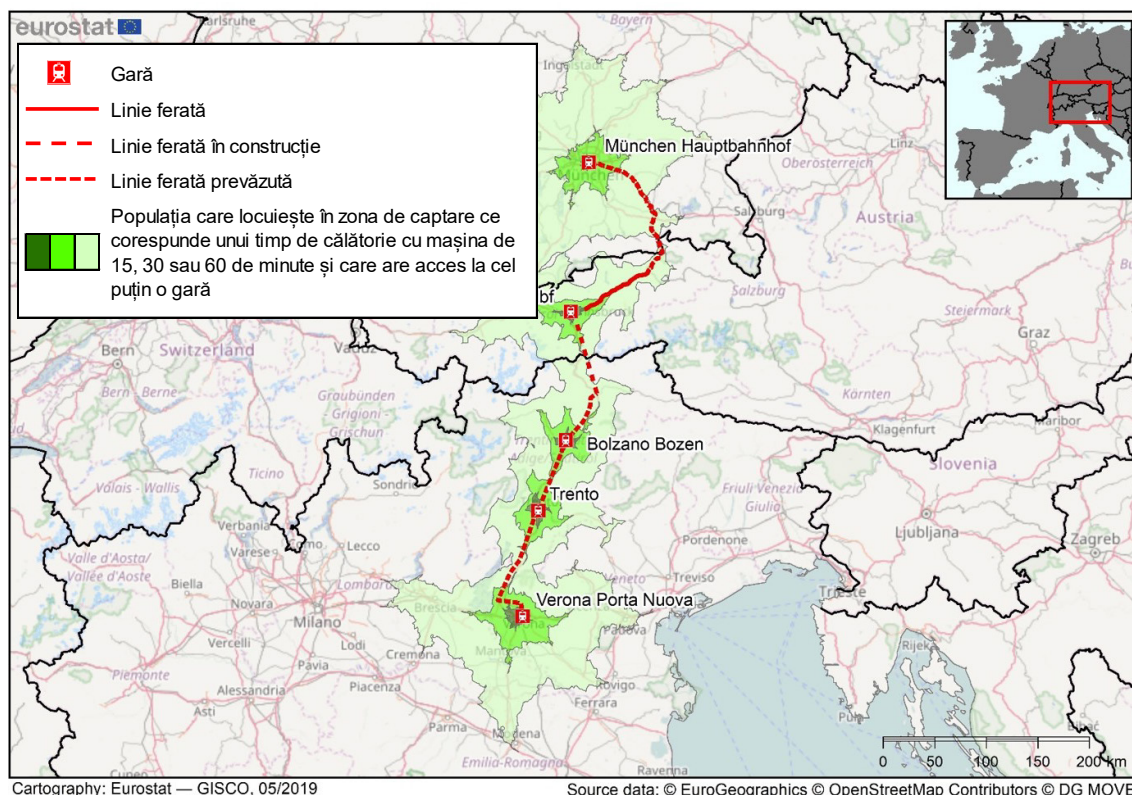 eurostat
Gară
Linie ferată
Linie ferată în construcție
Linie ferată prevăzută
Populația care locuiește în zona de captare ce
corespunde unui timp de călătorie cu mașina de
15, 30 sau 60 de minute și care are acces la cel
puțin o gară
Karlsruhe
Bayern
Ingolstadt
München Hauptbahnhof
München
Linz
Oberösterreich
Salzburg
Austria
bf
Salzburg
Steiermark
Graz
Bern
Switzerland
Vaduz
Bern - Berne
Graubünden
Grigioni -
Grischun
Kärnten
Klagenfurt
Maribor
Bolzano Bozen
Slovenia
Ticino
Valais - Wallis
Sondrio
Trento
Friuli Venezia
Giulia
Ljubljana
Zagreb
Verbania
Como
Lecco
Pordenone
Valle d'Aosta/
Vallée d'Aoste
Varese
Biella
Lombar
Veneto
Treviso
Trieste
Verona Porta Nuova
Novara
Milano
Brescia
Padova
Vercelli
Lodi
Rijeka
Pavia
Cremona
Mantova
Piemonte
Piacenza
Rovigo
Alessandria
Ferrara
Asti
Parma
Modena
Emilia-Romagna
Ravenna
0 50 100 150 200 km
Cartography: Eurostat — GISCO, 05/2019
Source data: © EuroGeographics © OpenStreetMap Contributors © DG MOVE